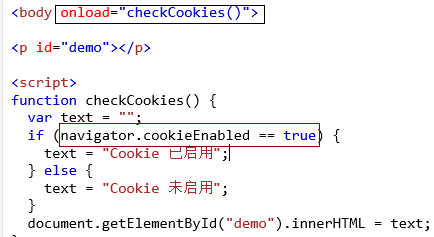 <body onload="checkCookies()">
<p id="demo"></p>
<script>
function checkCookies() {
  var text = "";
  if (navigator.cookieEnabled == true) {
    text = "Cookie 已启用";
  } else {
    text = "Cookie 未启用";
  }
  document.getElementById("demo").innerHTML = text;
}